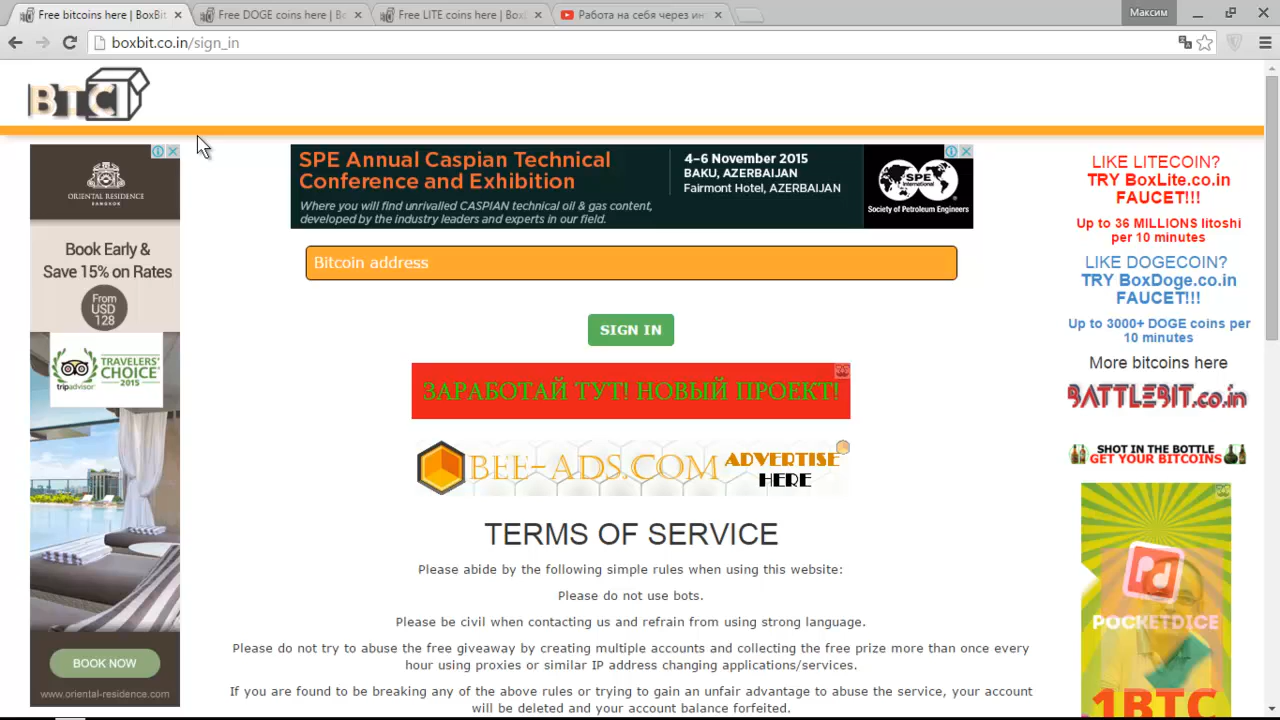 Free bitcoins here | BoxBit
Free DOGE coins here | Bo
Free LITE coins here | Box
Работа на себя через ин
Максим
boxbit.co.in/sign_in
BTC
ORIENTAL RESIDENCE
BANGKOK
Book Early &
Save 15% on Rates
From
USD
128
tripadvisor
TRAVELERS'
CHOICE
2015
BOOK NOW
www.oriental-residence.com
SPE Annual Caspian Technical
Conference and Exhibition
Where you will find unrivalled CASPIAN technical oil & gas content,
developed by the industry leaders and experts in our field.
4–6 November 2015
BAKU, AZERBAIJAN
Fairmont Hotel, AZERBAIJAN
SPE
International
Society of Petroleum Engineers
Bitcoin address
SIGN IN
ЗАРАБОТАЙ ТУТ! НОВЫЙ ПРОЕКТ!
BEE-ADS.COM
ADVERTISE
HERE
TERMS OF SERVICE
Please abide by the following simple rules when using this website:
Please do not use bots.
Please be civil when contacting us and refrain from using strong language.
Please do not try to abuse the free giveaway by creating multiple accounts and collecting the free prize more than once every
hour using proxies or similar IP address changing applications/services.
If you are found to be breaking any of the above rules or trying to gain an unfair advantage to abuse the service, your account
will be deleted and your account balance forfeited.
LIKE LITECOIN?
TRY BoxLite.co.in
FAUCET!!!
Up to 36 MILLIONS litoshi
per 10 minutes
LIKE DOGECOIN?
TRY BoxDoge.co.in
FAUCET!!!
Up to 3000+ DOGE coins per
10 minutes
More bitcoins here
BATTLEBIT.co.in
SHOT IN THE BOTTLE
GET YOUR BITCOINS
Pd
POCKETDICE
1BTC